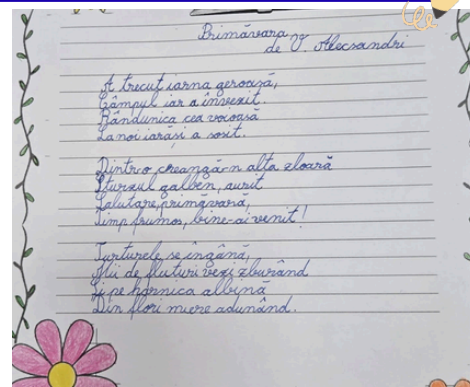 Primăvara
de V. Alecsandri
A trecut iarna geroasă,
Câmpul iar a înverzit.
Rândunica cea voioasă
La noi iarăși a sosit.
Dintr-o creangă-n alta zboară
Sturzul galben, aurit
Salutare, primăvară,
Timp frumos, bine-ai venit!
Turturele se îngână,
Mii de fluturi vezi zburând
Și pe harnica albină
Din flori miere adunând.